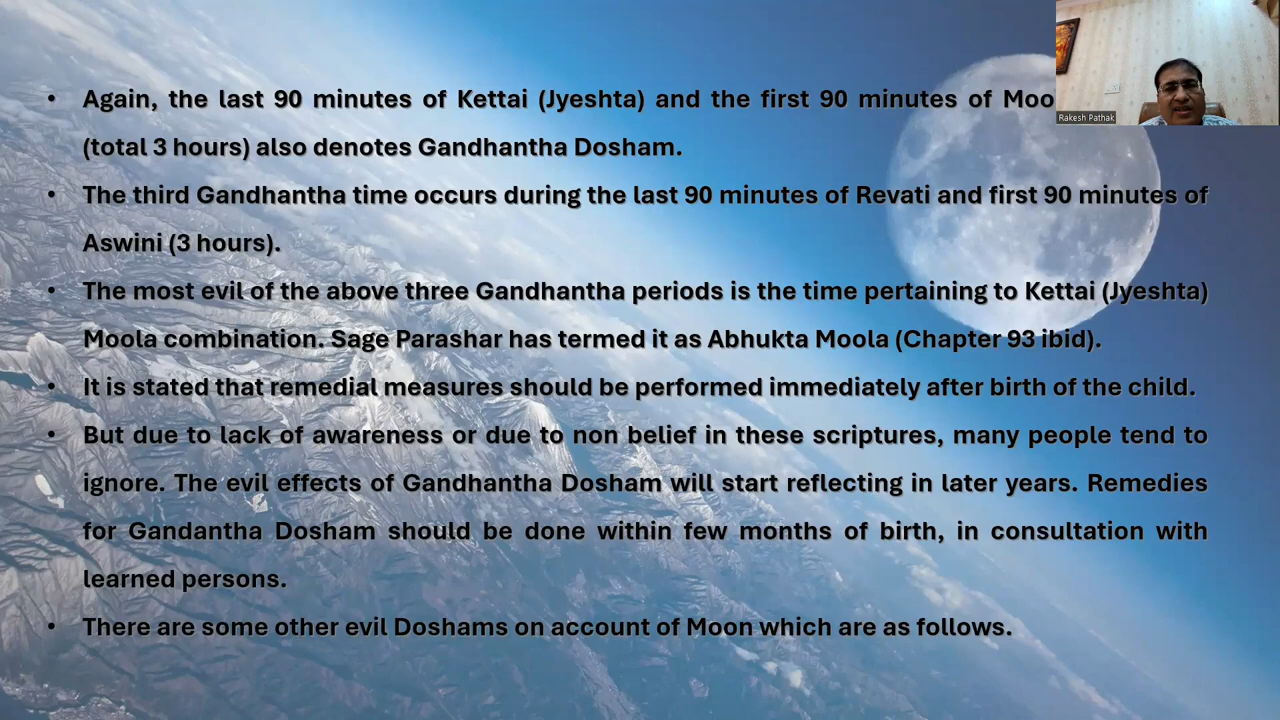 • Again, the last 90 minutes of Kettai (Jyeshta) and the first 90 minutes of
(total 3 hours) also denotes Gandhantha Dosham.
• The third Gandhantha time occurs during the last 90 minutes of Revati and first 90 minutes of
Aswini (3 hours).
• The most evil of the above three Gandhantha periods is the time pertaining to Kettai (Jyeshta)
Moola combination. Sage Parashar has termed it as Abhukta Moola (Chapter 93 ibid).
• It is stated that remedial measures should be performed immediately after birth of the child.
• But due to lack of awareness or due to non belief in these scriptures, many people tend to
ignore. The evil effects of Gandhantha Dosham will start reflecting in later years. Remedies
for Gandantha Dosham should be done within few months of birth, in consultation with
learned persons.
• There are some other evil Doshams on account of Moon which are as follows.
Rakesh Pathak